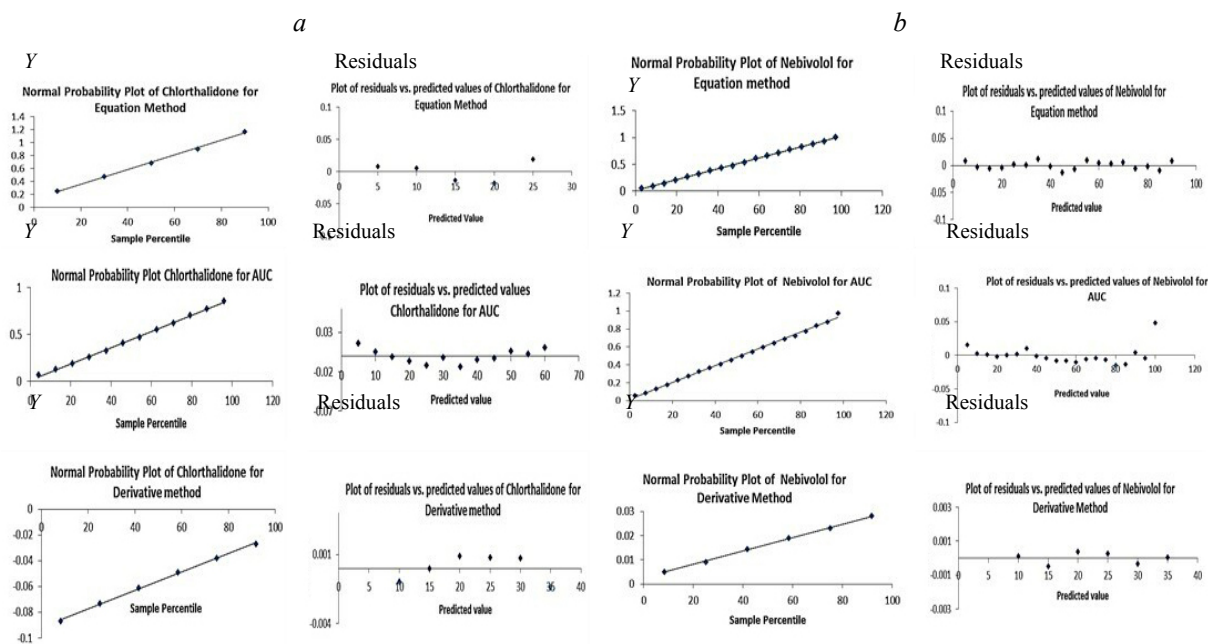 a
b
Y
Residuals
Normal Probability Plot of Chlorthalidone for
Equation Method
1.4
1.2
1
0.8
0.6
0.4
0.2
0
0 20 40 60 80 100
Sample Percentile
Plot of residuals vs. predicted values of Chlorthalidone for
Equation Method
0.1
0.05
0
0 5 10 15 20 25 30
-0.05
Predicted Value
Y
Residuals
Normal Probability Plot of Nebivolol for
Equation method
1.5
1
0.5
0
0 20 40 60 80 100 120
Sample Percentile
Plot of residuals vs. predicted values of Nebivolol for
Equation method
0.1
0.05
0
0 20 40 60 80 100
-0.05
-0.1
Predicted value
Y
Residuals
Normal Probability Plot Chlorthalidone for AUC
1
0.5
0
0 20 40 60 80 100 120
Sample Percentile
Plot of residuals vs. predicted values
Chlorthalidone for AUC
0.03
-0.02
-0.07
0 10 20 30 40 50 60 70
Predicted value
Y
Residuals
Normal Probability Plot of Nebivolol for AUC
1.2
1
0.8
0.6
0.4
0.2
0
0 20 40 60 80 100 120
Sample Percentile
Plot of residuals vs. predicted values of Nebivolol for
AUC
0.1
0.05
0
0 20 40 60 80 100 120
-0.05
-0.1
Predicted value
Y
Residuals
Normal Probability Plot of Chlorthalidone for
Derivative method
0
0 20 40 60 80 100
-0.02
-0.04
-0.06
-0.08
-0.1
Sample Percentile
Plot of residuals vs. predicted values of Chlorthalidone for
Derivative method
0.001
-0.004
0 5 10 15 20 25 30 35 40
Predicted value
Y
Residuals
Normal Probability Plot of Nebivolol for
Derivative Method
0.03
0.02
0.01
0
0 20 40 60 80 100
Sample Percentile
Plot of residuals vs. predicted values of Nebivolol for
Derivative Method
0.003
0.001
-0.001
-0.003
0 5 10 15 20 25 30 35 40
Predicted value